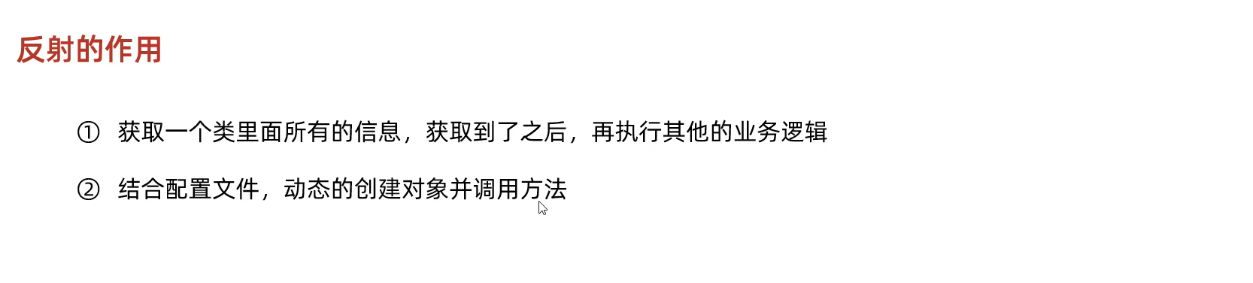 反射的作用
① 获取一个类里面所有的信息，获取到了之后，再执行其他的业务逻辑
② 结合配置文件，动态的创建对象并调用方法